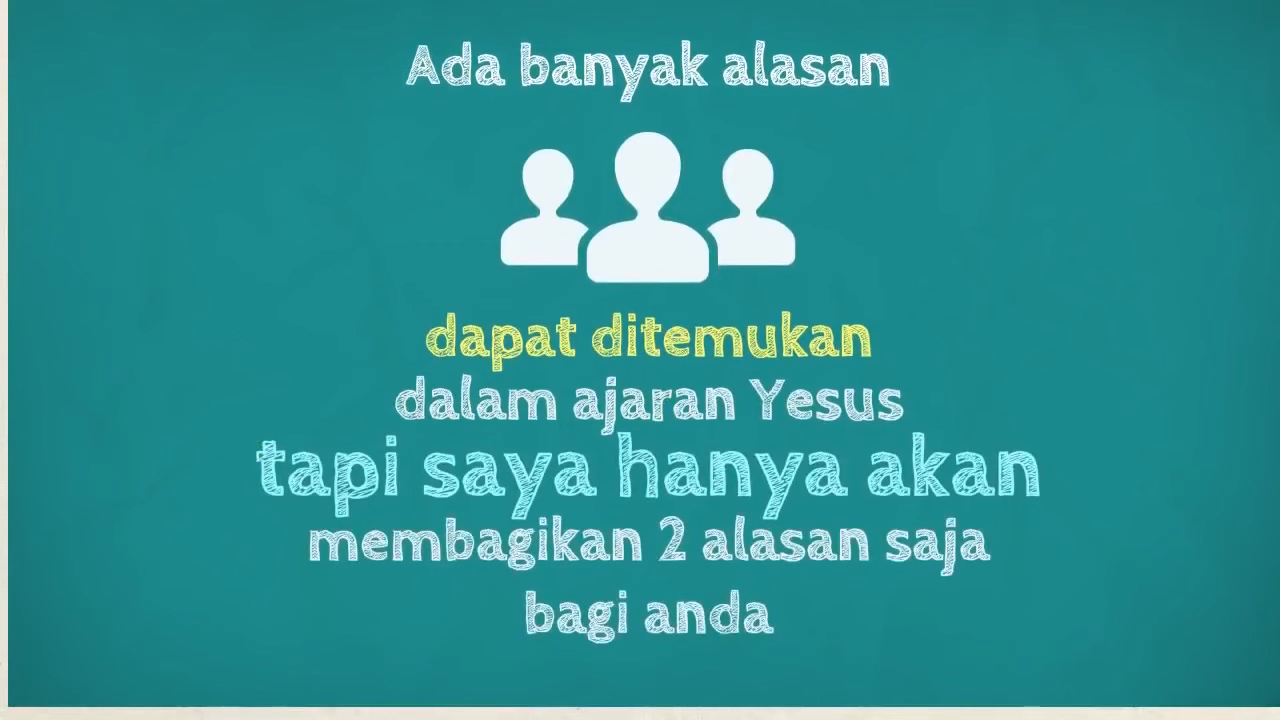 Ada banyak alasan
dapat ditemukan
dalam ajaran Yesus
tapi saya hanya akan
membagikan 2 alasan saja
bagi anda